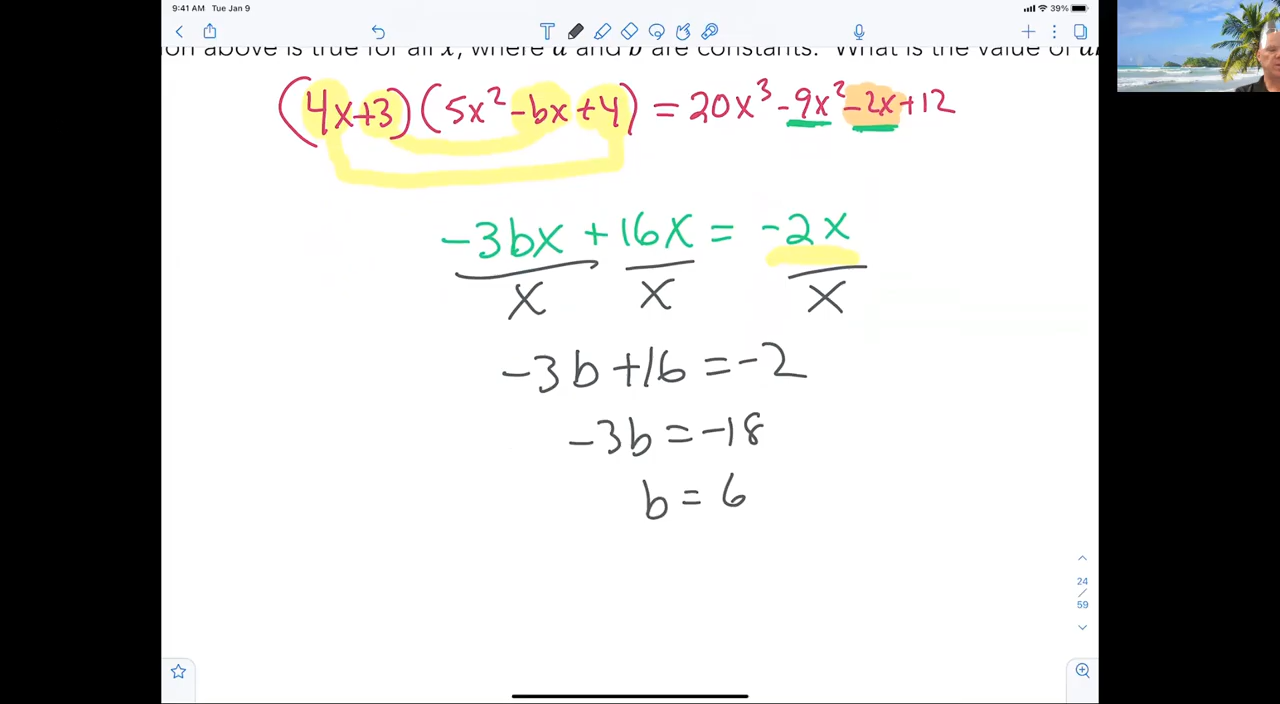 9:41 AM Tue Jan 9
39%
on above is true for all x, where a and b are constants. What is the value of
(4x+3)(5x²-bx+4) = 20x³-9x²-2x+12
-3bx + 16x = -2x
x x x
-3b+16 = -2
-3b = -18
b = 6
24
/
59